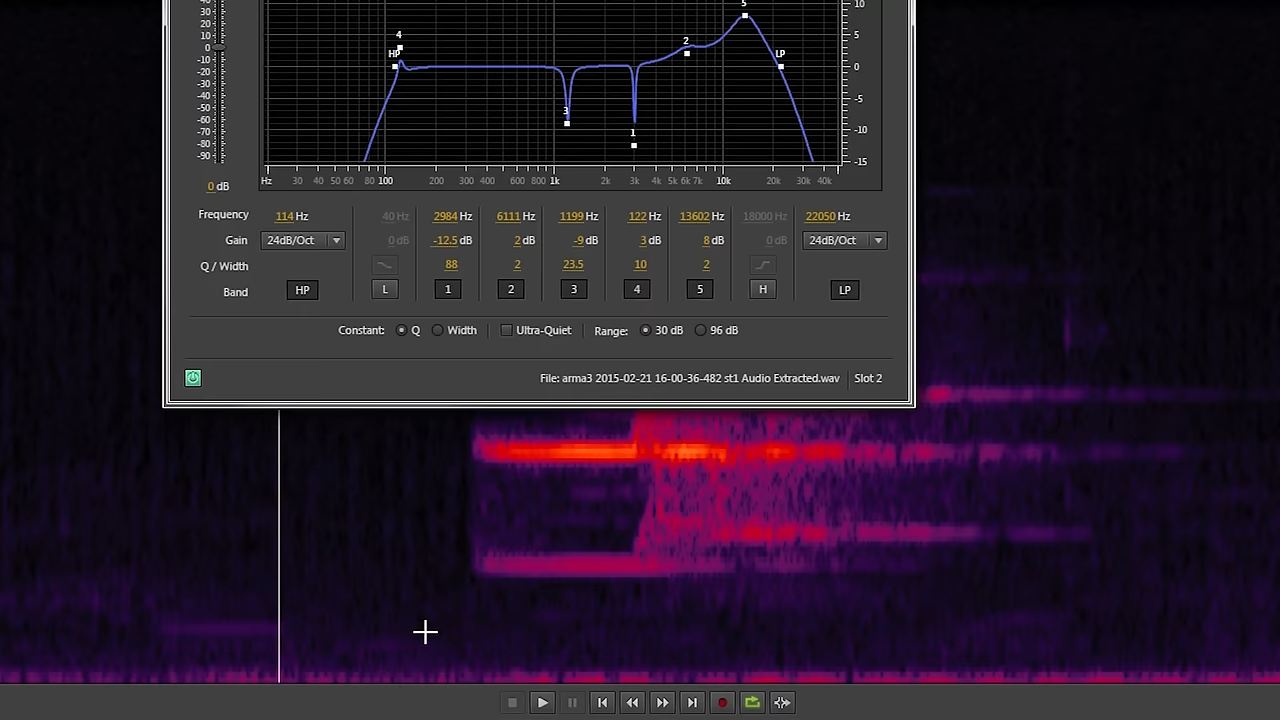 40
30
20
10
0
-10
-20
-30
-40
-50
-60
-70
-80
-90
10
5
0
-5
-10
-15
5
4
HP
2
LP
3
1
Hz 30 40 50 60 80 100 200 300 400 600 800 1k 2k 3k 4k 5k 6k 7k 10k 20k 30k 40k
0 dB
Frequency 114 Hz 40 Hz 2984 Hz 6111 Hz 1199 Hz 122 Hz 13602 Hz 18000 Hz 22050 Hz
Gain 24dB/Oct 0 dB -12.5 dB 2 dB -9 dB 3 dB 8 dB 0 dB 24dB/Oct
Q / Width 88 2 23.5 10 2
Band HP L 1 2 3 4 5 H LP
Constant: Q Width Ultra-Quiet Range: 30 dB 96 dB
File: arma3 2015-02-21 16-00-36-482 st1 Audio Extracted.wav Slot 2